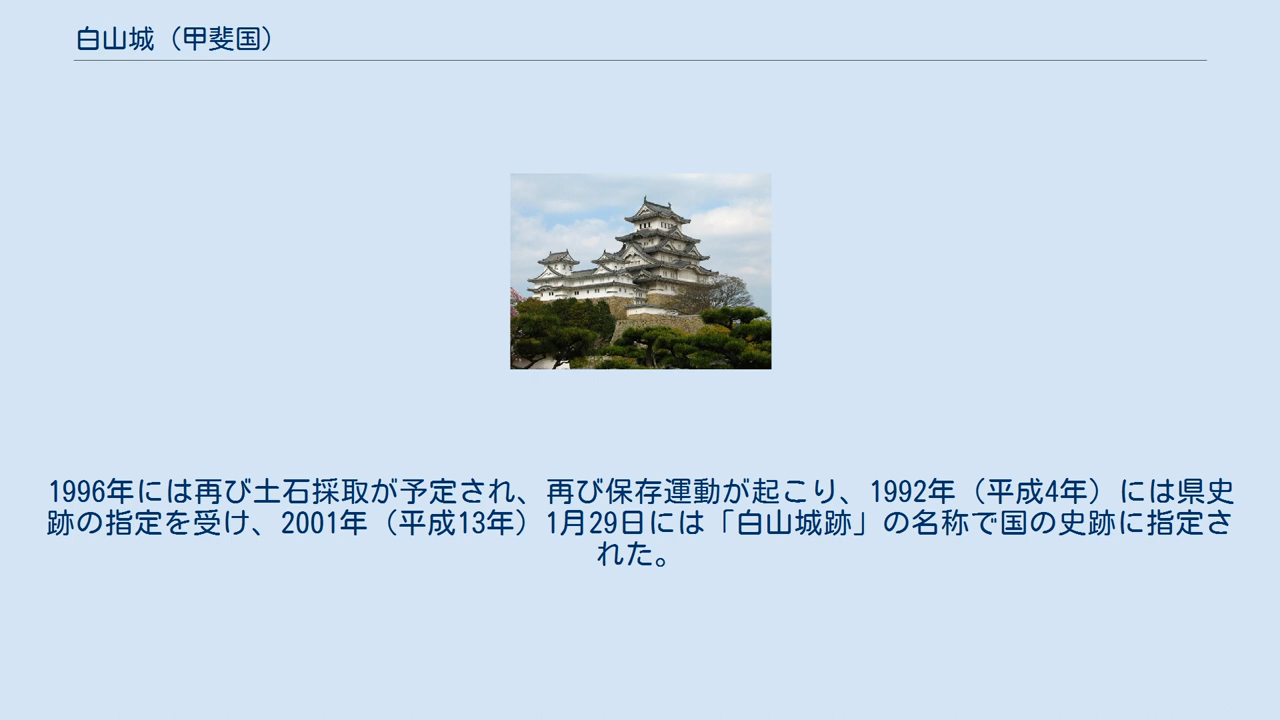 白山城（甲斐国）
1996年には再び土石採取が予定され、再び保存運動が起こり、1992年（平成4年）には県史
跡の指定を受け、2001年（平成13年）1月29日には「白山城跡」の名称で国の史跡に指定さ
れた。